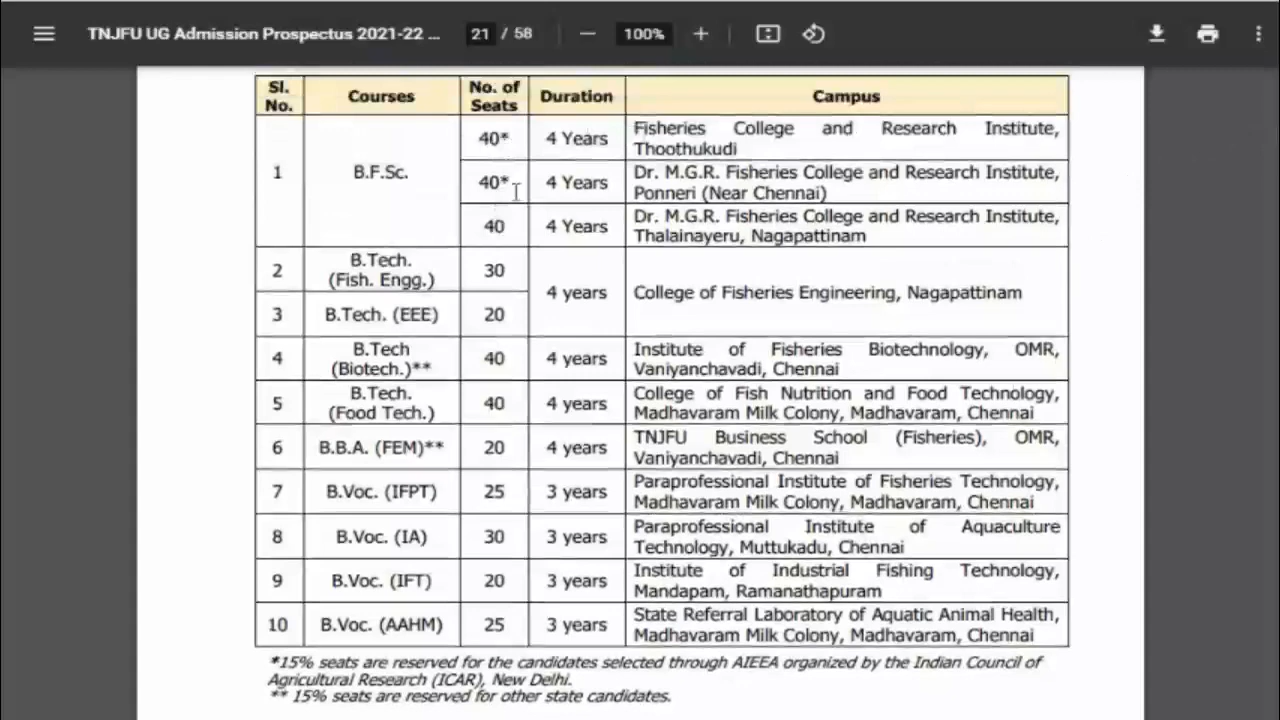 TNJFU UG Admission Prospectus 2021-22 ... 21 / 58 100%
Sl. No. Courses No. of Seats Duration Campus
1 B.F.Sc. 40* 4 Years Fisheries College and Research Institute,
Thoothukudi
40* 4 Years Dr. M.G.R. Fisheries College and Research Institute,
Ponneri (Near Chennai)
40 4 Years Dr. M.G.R. Fisheries College and Research Institute,
Thalainayeru, Nagapattinam
2 B.Tech. (Fish. Engg.) 30 4 years College of Fisheries Engineering, Nagapattinam
3 B.Tech. (EEE) 20
4 B.Tech (Biotech.)** 40 4 years Institute of Fisheries Biotechnology, OMR,
Vaniyanchavadi, Chennai
5 B.Tech. (Food Tech.) 40 4 years College of Fish Nutrition and Food Technology,
Madhavaram Milk Colony, Madhavaram, Chennai
6 B.B.A. (FEM)** 20 4 years TNJFU Business School (Fisheries), OMR,
Vaniyanchavadi, Chennai
7 B.Voc. (IFPT) 25 3 years Paraprofessional Institute of Fisheries Technology,
Madhavaram Milk Colony, Madhavaram, Chennai
8 B.Voc. (IA) 30 3 years Paraprofessional Institute of Aquaculture
Technology, Muttukadu, Chennai
9 B.Voc. (IFT) 20 3 years Institute of Industrial Fishing Technology,
Mandapam, Ramanathapuram
10 B.Voc. (AAHM) 25 3 years State Referral Laboratory of Aquatic Animal Health,
Madhavaram Milk Colony, Madhavaram, Chennai
*15% seats are reserved for the candidates selected through AIEEA organized by the Indian Council of
Agricultural Research (ICAR), New Delhi.
** 15% seats are reserved for other state candidates.